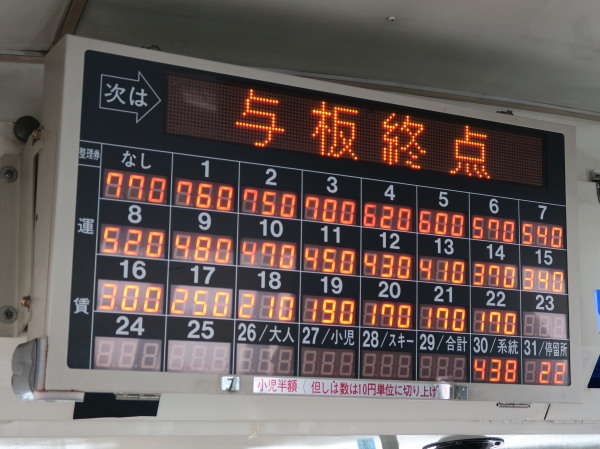 次は 与板終点
整理券 なし 1 2 3 4 5 6 7
770 760 750 700 620 600 570 540
運賃
8 9 10 11 12 13 14 15
520 480 470 450 430 410 370 340
16 17 18 19 20 21 22 23
300 250 210 190 170 170 170
24 25 26/大人 27/小児 28/スキー 29/合計 30/系統 31/停留所
438 22
小児半額 (但し端数は10円単位に切り上げ